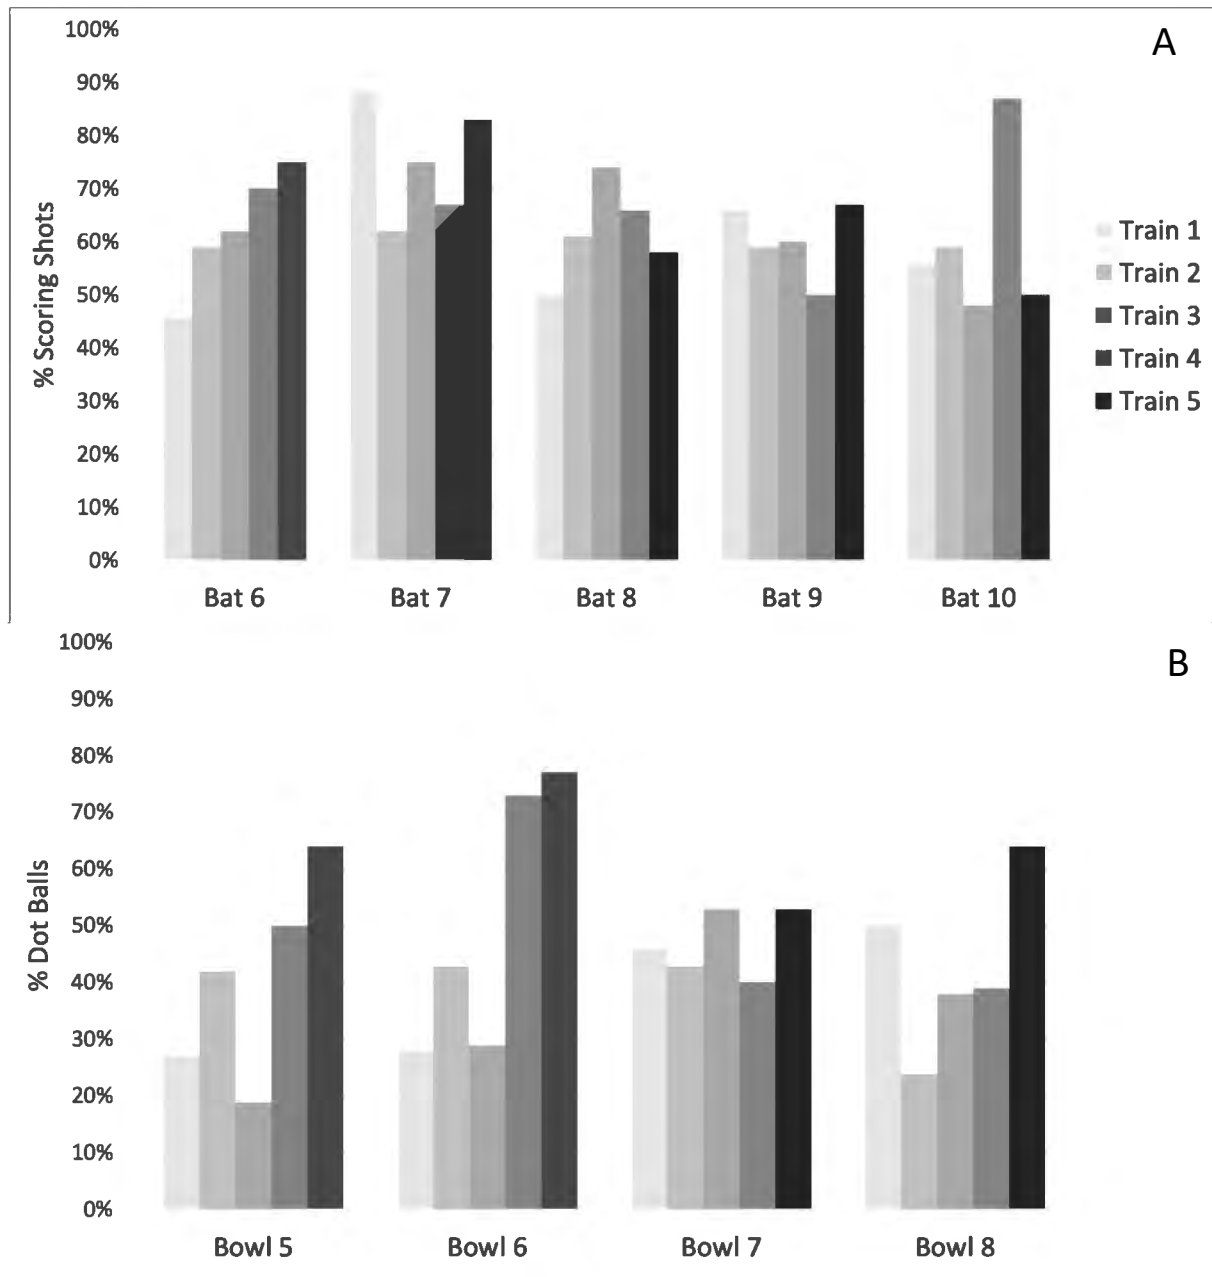 A
100%
90%
80%
70%
60%
50%
40%
30%
20%
10%
0%
% Scoring Shots
Bat 6
Bat 7
Bat 8
Bat 9
Bat 10
Train 1
Train 2
Train 3
Train 4
Train 5
B
100%
90%
80%
70%
60%
50%
40%
30%
20%
10%
0%
% Dot Balls
Bowl 5
Bowl 6
Bowl 7
Bowl 8